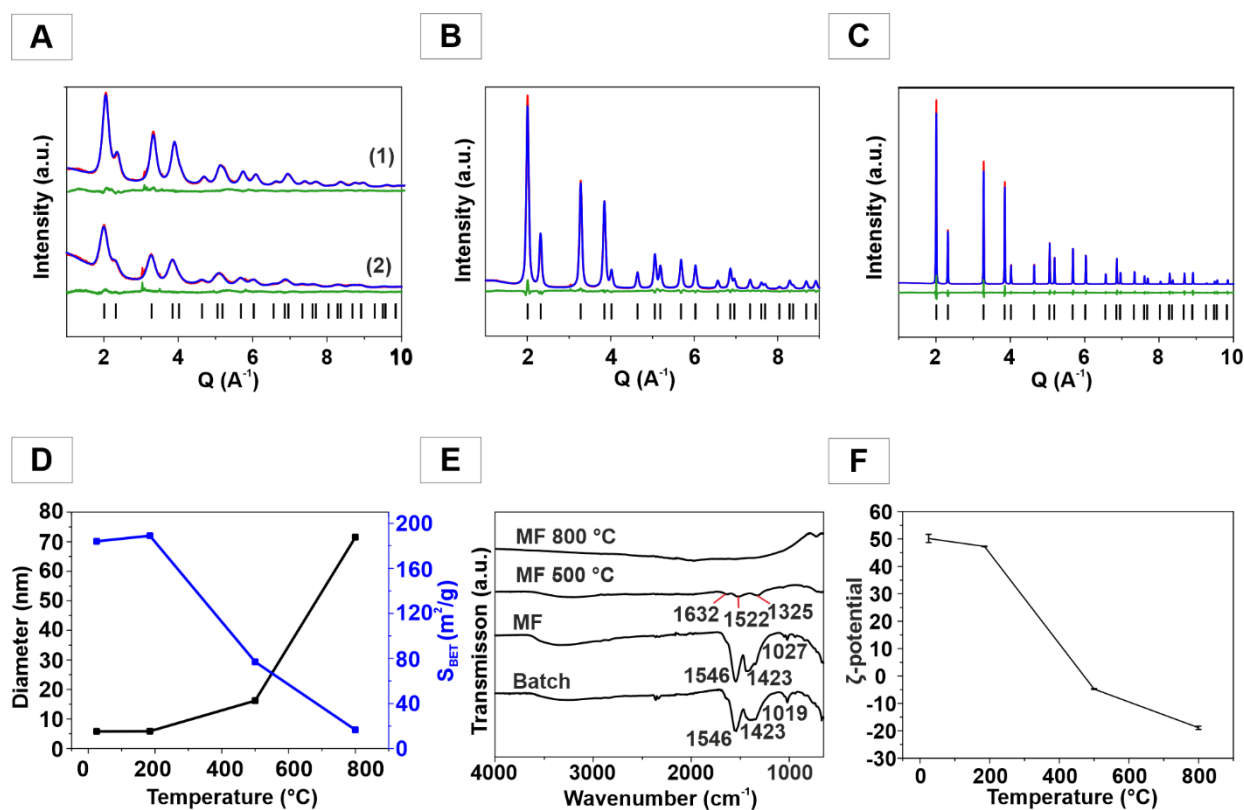 A
B
C
Intensity (a.u.)
(1)
(2)
2 4 6 8 10
Q (A⁻¹)
Intensity (a.u.)
2 4 6 8
Q (A⁻¹)
Intensity (a.u.)
2 4 6 8 10
Q (A⁻¹)
D
E
F
Diameter (nm)
80
70
60
50
40
30
20
10
0
0 200 400 600 800
Temperature (°C)
200
160
120
80
40
0
S_BET (m²/g)
Transmisson (a.u.)
MF 800 °C
MF 500 °C
1632 1522 1325
MF
1027
1546 1423
Batch
1019
1546 1423
4000 3000 2000 1000
Wavenumber (cm⁻¹)
ζ-potential
60
50
40
30
20
10
0
-10
-20
-30
0 200 400 600 800
Temperature (°C)